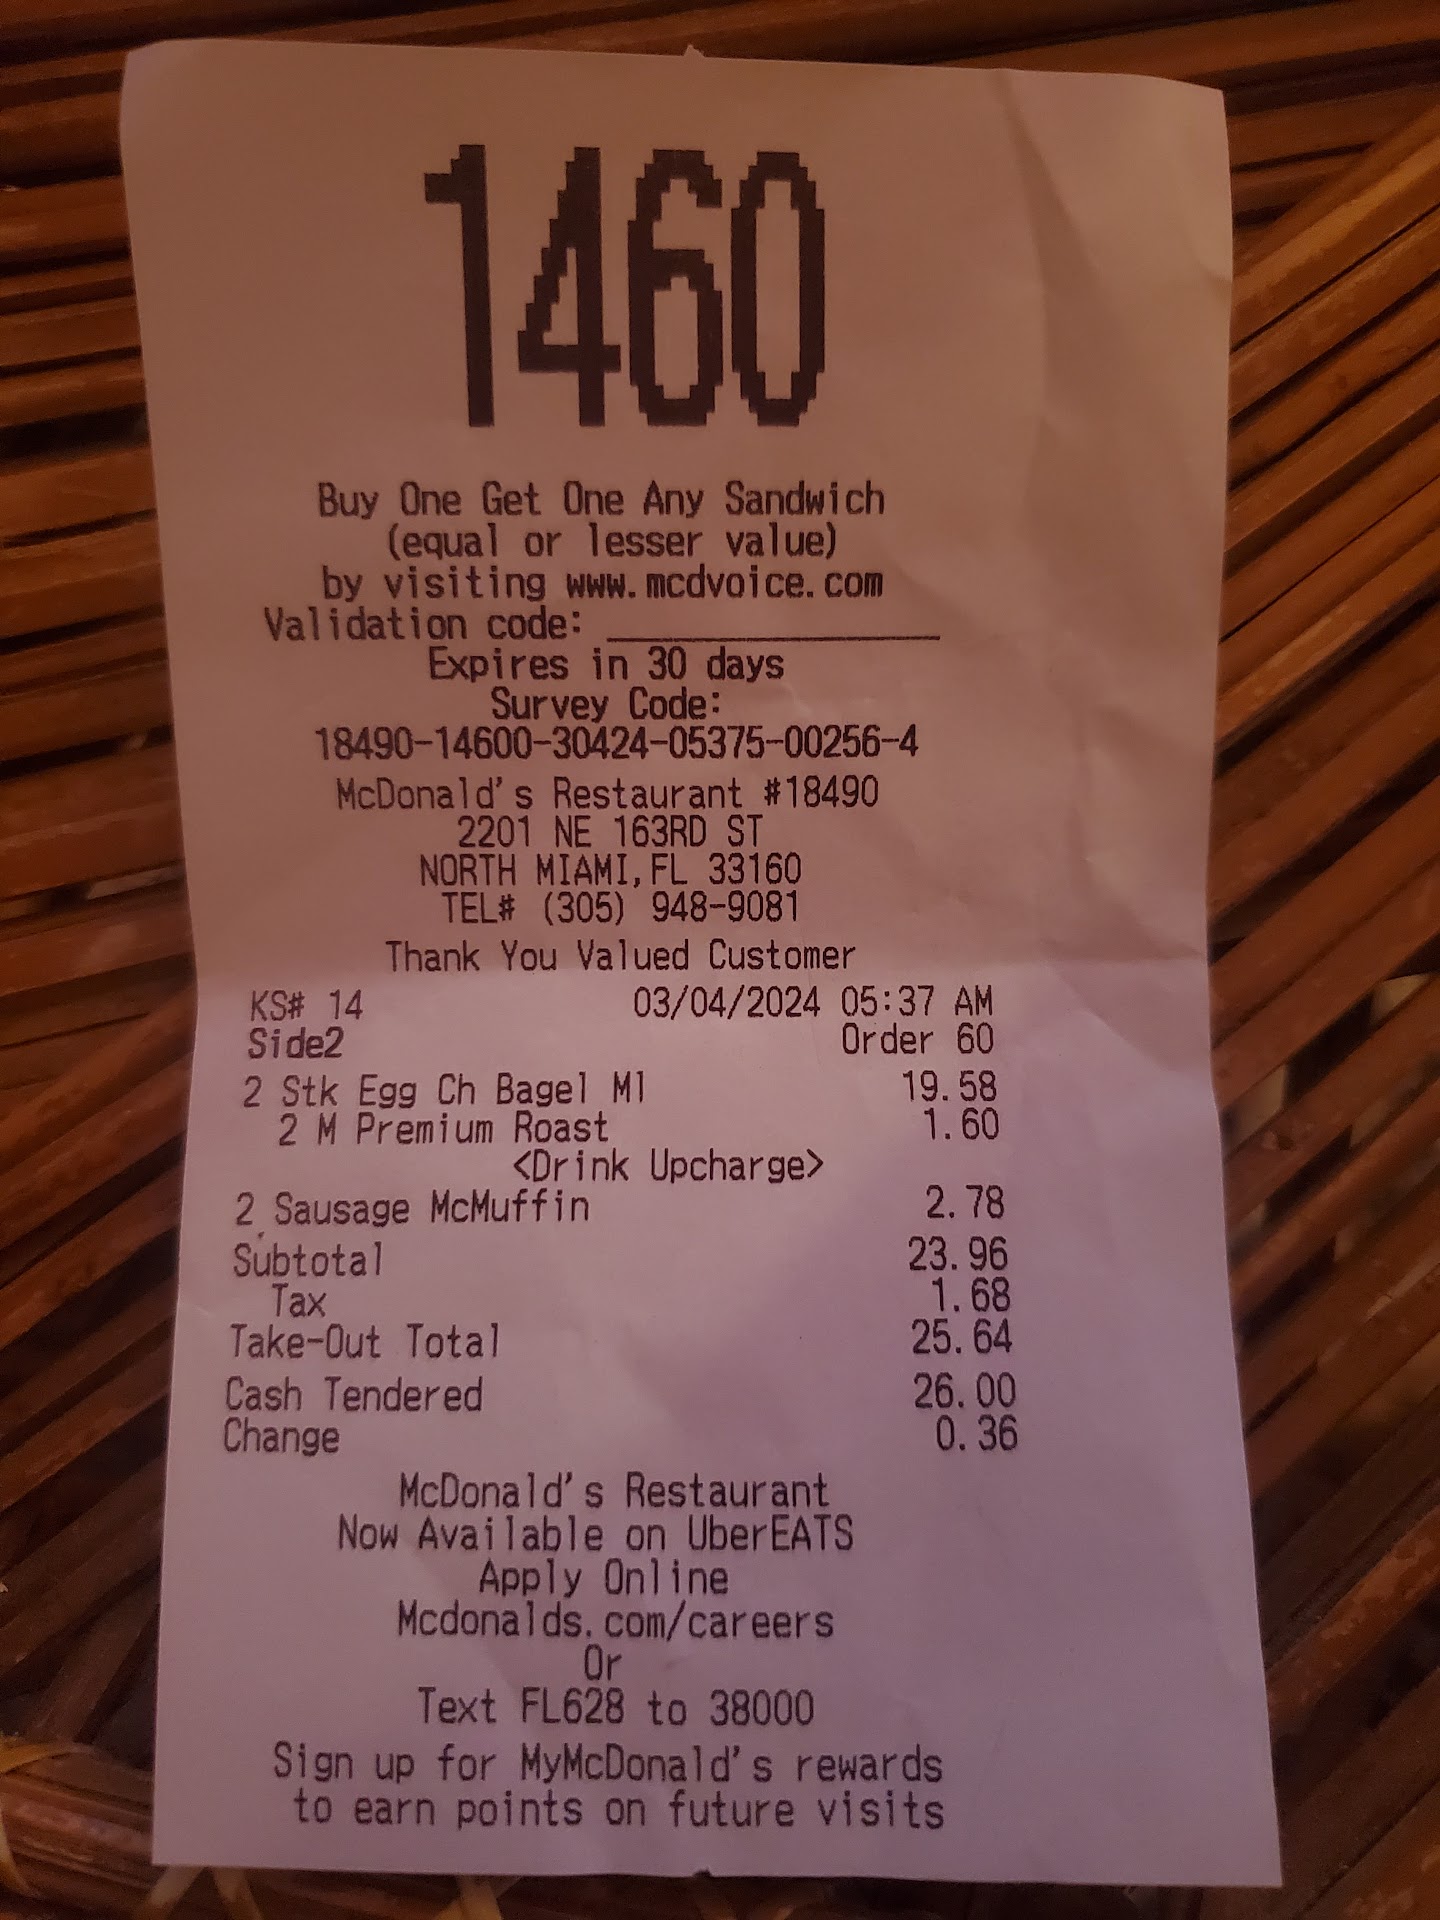 1460
Buy One Get One Any Sandwich
(equal or lesser value)
by visiting www.mcdvoice.com
Validation code: ________________
Expires in 30 days
Survey Code:
18490-14600-30424-05375-00256-4
McDonald's Restaurant #18490
2201 NE 163RD ST
NORTH MIAMI,FL 33160
TEL# (305) 948-9081
Thank You Valued Customer
KS# 14 03/04/2024 05:37 AM
Side2 Order 60
2 Stk Egg Ch Bagel Ml 19.58
2 M Premium Roast 1.60
<Drink Upcharge>
2 Sausage McMuffin 2.78
Subtotal 23.96
Tax 1.68
Take-Out Total 25.64
Cash Tendered 26.00
Change 0.36
McDonald's Restaurant
Now Available on UberEATS
Apply Online
Mcdonalds.com/careers
Or
Text FL628 to 38000
Sign up for MyMcDonald's rewards
to earn points on future visits